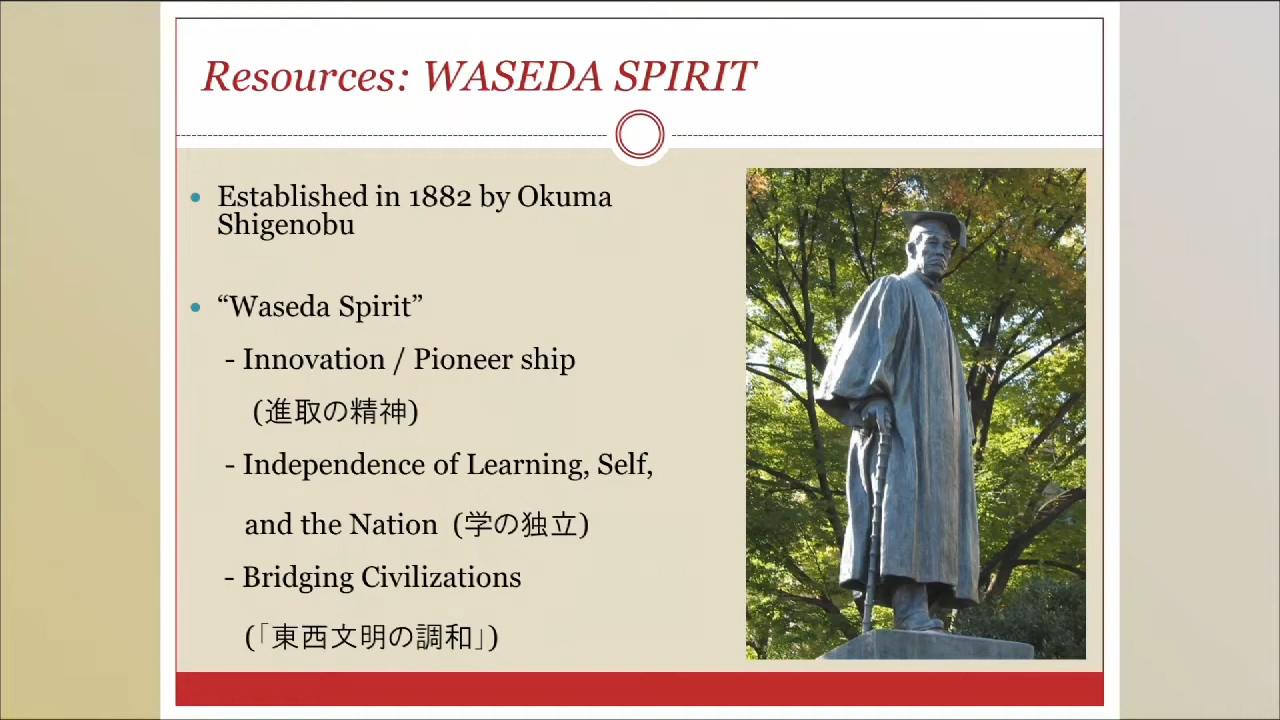 Resources: WASEDA SPIRIT
• Established in 1882 by Okuma
Shigenobu
• “Waseda Spirit”
- Innovation / Pioneer ship
(進取の精神)
- Independence of Learning, Self,
and the Nation (学の独立)
- Bridging Civilizations
(「東西文明の調和」)